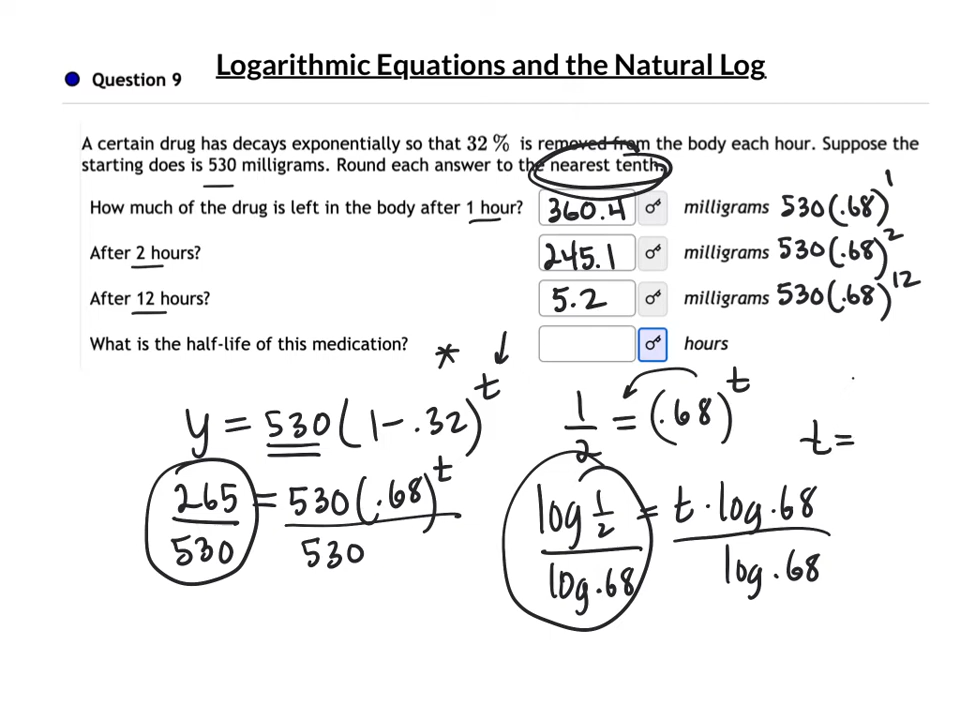 Logarithmic Equations and the Natural Log
Question 9
A certain drug has decays exponentially so that 32 % is removed from the body each hour. Suppose the
starting does is 530 milligrams. Round each answer to the nearest tenth.
How much of the drug is left in the body after 1 hour? 360.4 milligrams 530(.68)^1
After 2 hours? 245.1 milligrams 530(.68)^2
After 12 hours? 5.2 milligrams 530(.68)^12
What is the half-life of this medication? * ↓ hours
y = 530(1-.32)^t 1/2 = (.68)^t t=
265/530 = 530(.68)^t/530 log 1/2 / log .68 = t · log .68 / log .68